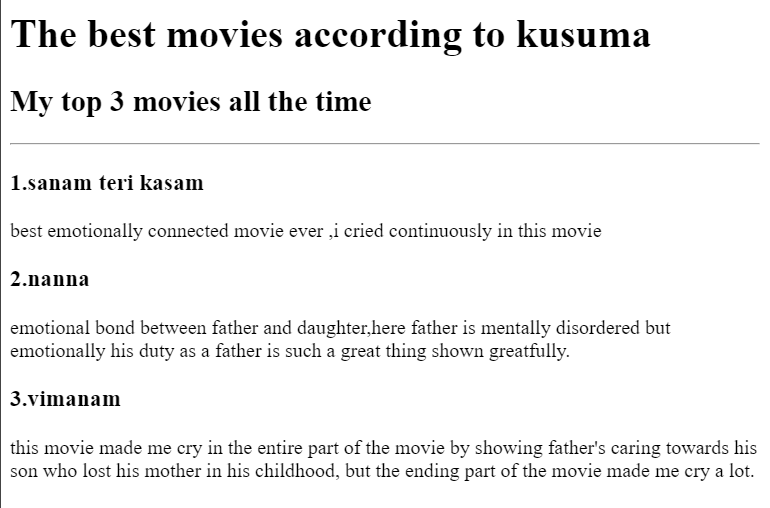 The best movies according to kusuma
My top 3 movies all the time
1.sanam teri kasam
best emotionally connected movie ever ,i cried continuously in this movie
2.nanna
emotional bond between father and daughter,here father is mentally disordered but
emotionally his duty as a father is such a great thing shown greatfully.
3.vimanam
this movie made me cry in the entire part of the movie by showing father's caring towards his
son who lost his mother in his childhood, but the ending part of the movie made me cry a lot.